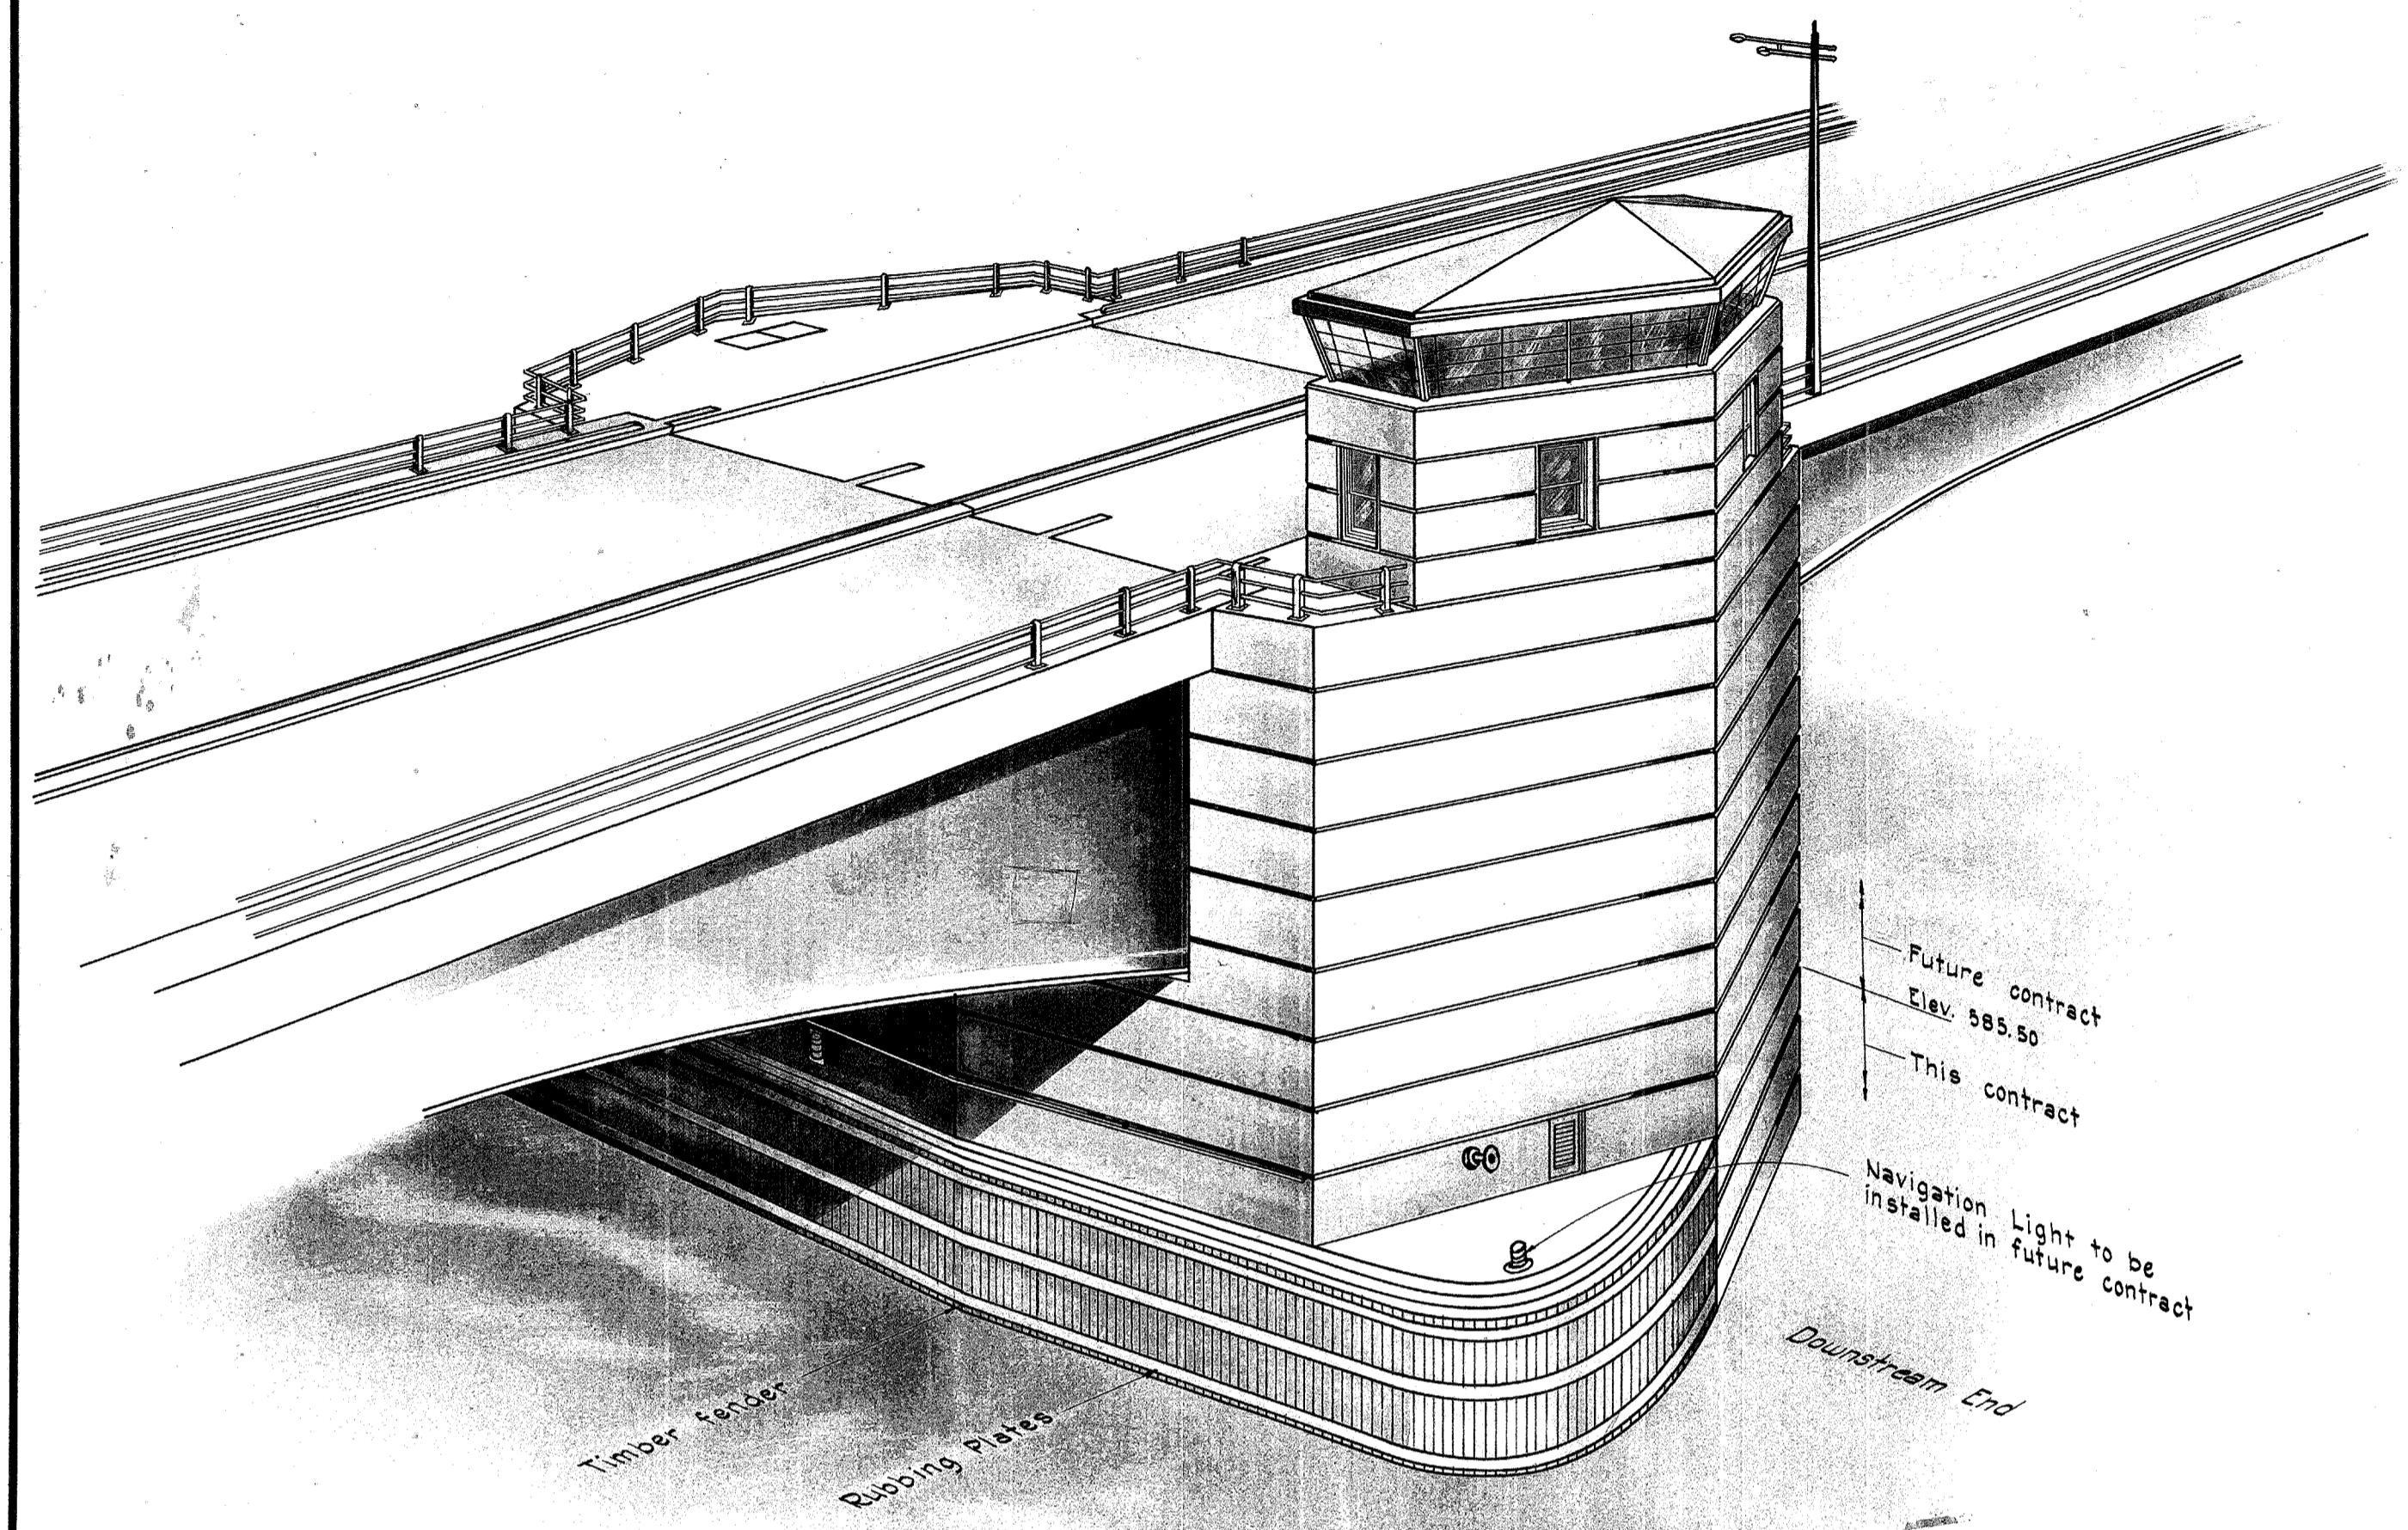 Future contract
Elev. 585.50
This contract
Navigation Light to be
installed in future contract
Downstream End
Timber fender
Rubbing Plates